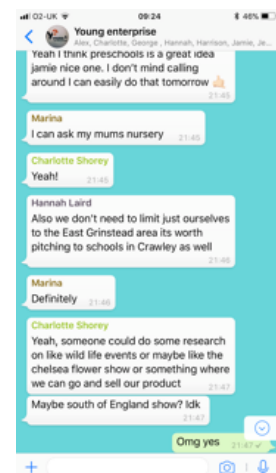 O2-UK 09:24 46%
Young enterprise
Alex, Charlotte, George, Hannah, Harrison, Jamie, Je...
Yeah I think preschools is a great idea
jamie nice one. I don't mind calling
around I can easily do that tomorrow 🤙🏻
21:45
Marina
I can ask my mums nursery 21:45
Charlotte Shorey
Yeah! 21:45
Hannah Laird
Also we don't need to limit just ourselves
to the East Grinstead area its worth
pitching to schools in Crawley as well
21:46
Marina
Definitely 21:46
Charlotte Shorey
Yeah, someone could do some research
on like wild life events or maybe like the
chelsea flower show or something where
we can go and sell our product 21:47
Maybe south of England show? Idk
21:47
Omg yes 21:47